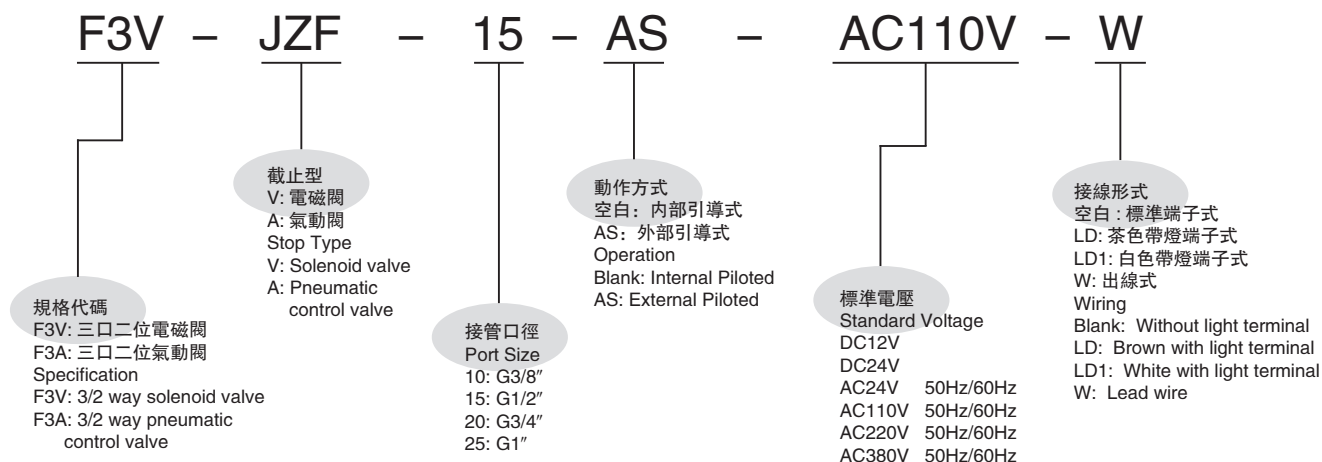 F3V – JZF – 15 – AS – AC110V – W
規格代碼
F3V: 三口二位電磁閥
F3A: 三口二位氣動閥
Specification
F3V: 3/2 way solenoid valve
F3A: 3/2 way pneumatic
control valve
截止型
V: 電磁閥
A: 氣動閥
Stop Type
V: Solenoid valve
A: Pneumatic
control valve
接管口徑
Port Size
10: G3/8″
15: G1/2″
20: G3/4″
25: G1″
動作方式
空白：内部引導式
AS：外部引導式
Operation
Blank: Internal Piloted
AS: External Piloted
標準電壓
Standard Voltage
DC12V
DC24V
AC24V 50Hz/60Hz
AC110V 50Hz/60Hz
AC220V 50Hz/60Hz
AC380V 50Hz/60Hz
接線形式
空白 : 標準端子式
LD: 茶色帶燈端子式
LD1: 白色帶燈端子式
W: 出線式
Wiring
Blank: Without light terminal
LD: Brown with light terminal
LD1: White with light terminal
W: Lead wire